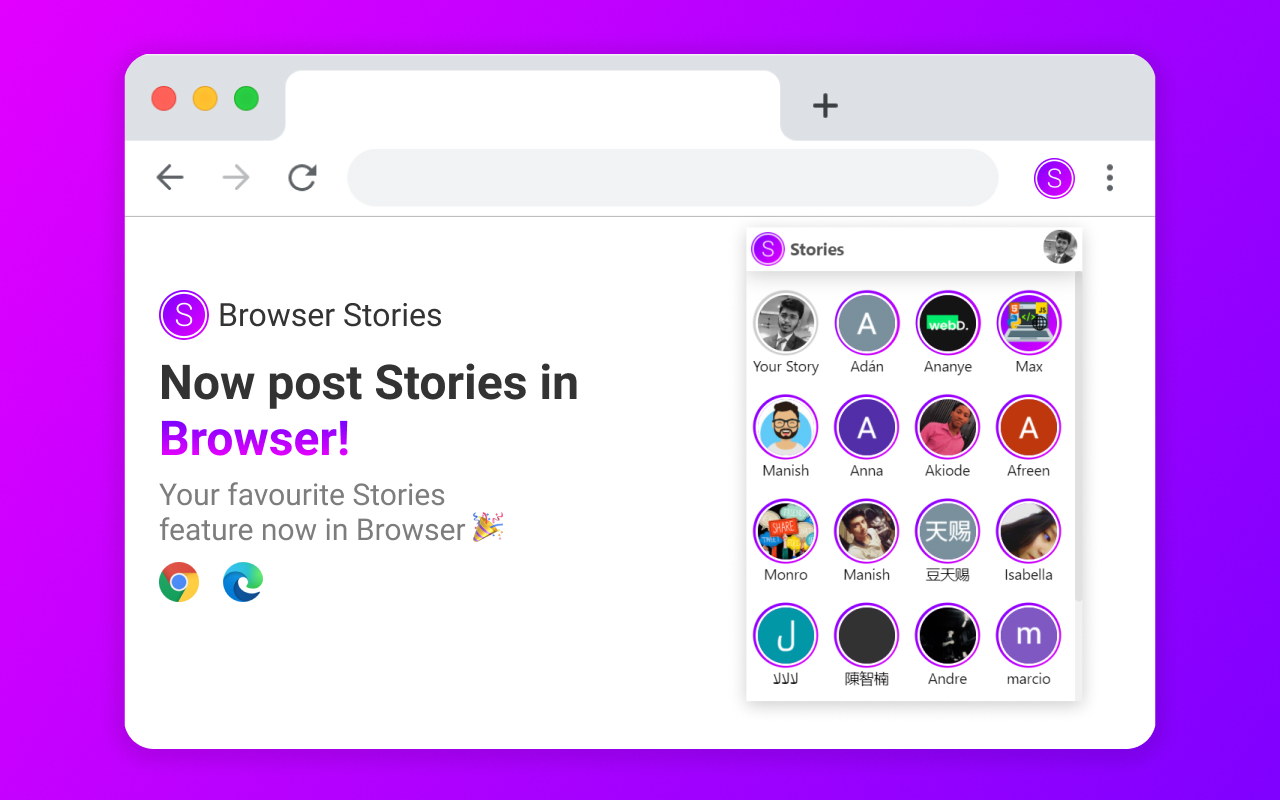 S
S Stories
S Browser Stories
Now post Stories in
Browser!
Your favourite Stories
feature now in Browser 🎉
A webD. </> JS
Your Story Adán Ananye Max
A A
Manish Anna Akiode Afreen
SHARE 天赐
Monro Manish 豆天赐 Isabella
ل m
لالالا 陳智楠 Andre marcio